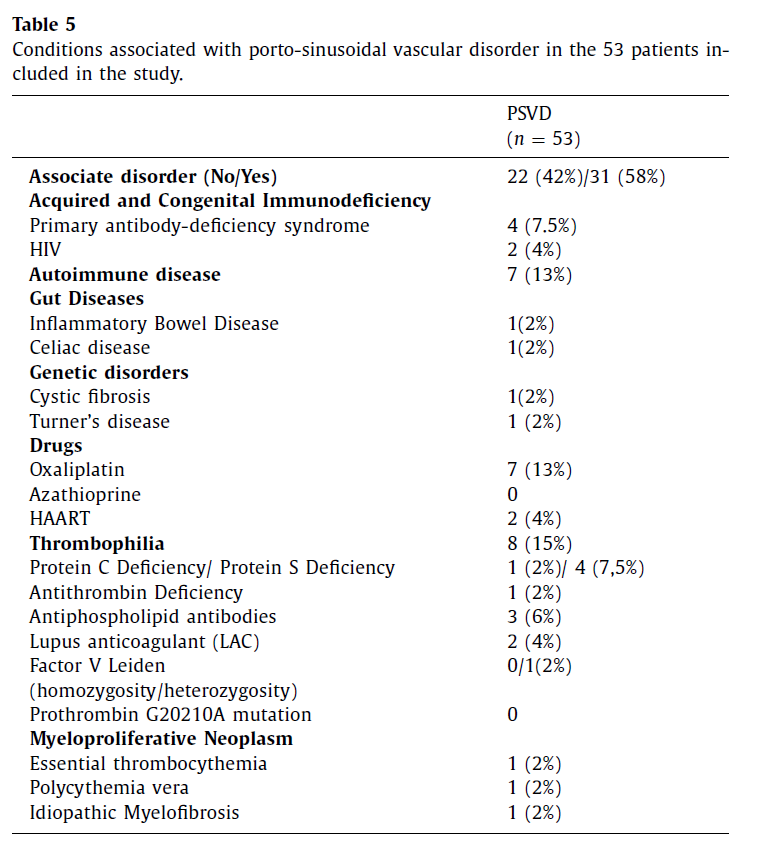 Table 5
Conditions associated with porto-sinusoidal vascular disorder in the 53 patients in-
cluded in the study.
PSVD
(n = 53)
Associate disorder (No/Yes) 22 (42%)/31 (58%)
Acquired and Congenital Immunodeficiency
Primary antibody-deficiency syndrome 4 (7.5%)
HIV 2 (4%)
Autoimmune disease 7 (13%)
Gut Diseases
Inflammatory Bowel Disease 1(2%)
Celiac disease 1(2%)
Genetic disorders
Cystic fibrosis 1(2%)
Turner's disease 1 (2%)
Drugs
Oxaliplatin 7 (13%)
Azathioprine 0
HAART 2 (4%)
Thrombophilia 8 (15%)
Protein C Deficiency/ Protein S Deficiency 1 (2%)/ 4 (7,5%)
Antithrombin Deficiency 1 (2%)
Antiphospholipid antibodies 3 (6%)
Lupus anticoagulant (LAC) 2 (4%)
Factor V Leiden 0/1(2%)
(homozygosity/heterozygosity)
Prothrombin G20210A mutation 0
Myeloproliferative Neoplasm
Essential thrombocythemia 1 (2%)
Polycythemia vera 1 (2%)
Idiopathic Myelofibrosis 1 (2%)